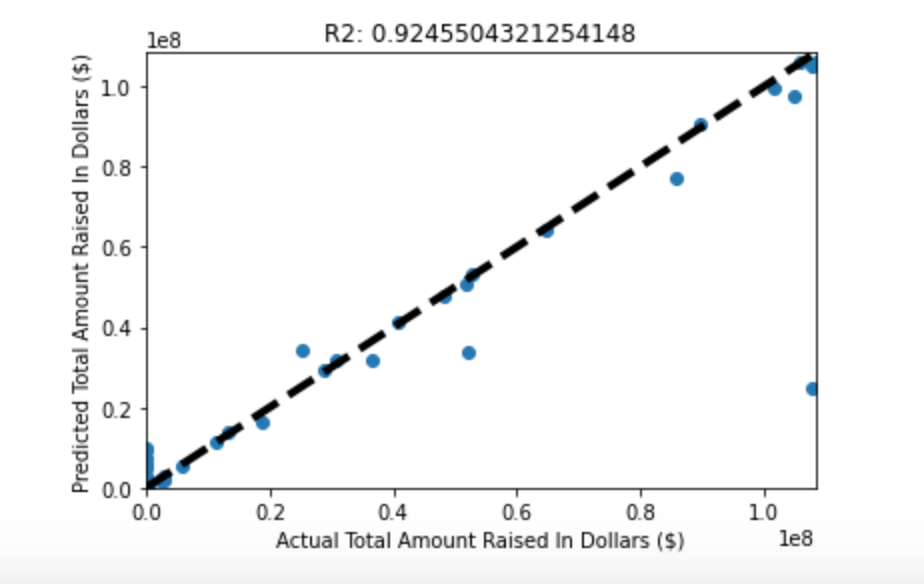 R2: 0.9245504321254148
1e8
Predicted Total Amount Raised In Dollars ($)
1.0
0.8
0.6
0.4
0.2
0.0
0.0 0.2 0.4 0.6 0.8 1.0
Actual Total Amount Raised In Dollars ($)
1e8